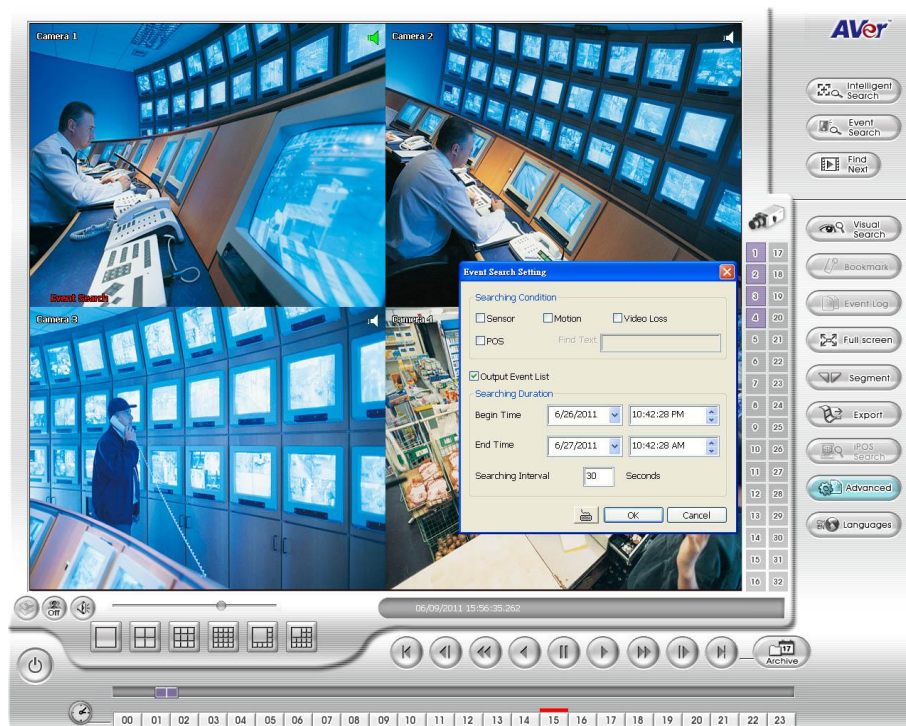 Camera 1
Camera 2
AVer
Intelligent Search
Event Search
Find Next
Visual Search
Bookmark
Event Log
Full screen
Segment
Export
iPOS Search
Advanced
Languages
Event Search
Camera 3
Camera 4
Event Search Setting
Searching Condition
Sensor Motion Video Loss
POS Find Text
Output Event List
Searching Duration
Begin Time 6/26/2011 10:42:28 PM
End Time 6/27/2011 10:42:28 AM
Searching Interval 30 Seconds
OK Cancel
1 17
2 18
3 19
4 20
5 21
6 22
7 23
8 24
9 25
10 26
11 27
12 28
13 29
14 30
15 31
16 32
Off
06/09/2011 15:56:35.262
17
Archive
00 01 02 03 04 05 06 07 08 09 10 11 12 13 14 15 16 17 18 19 20 21 22 23